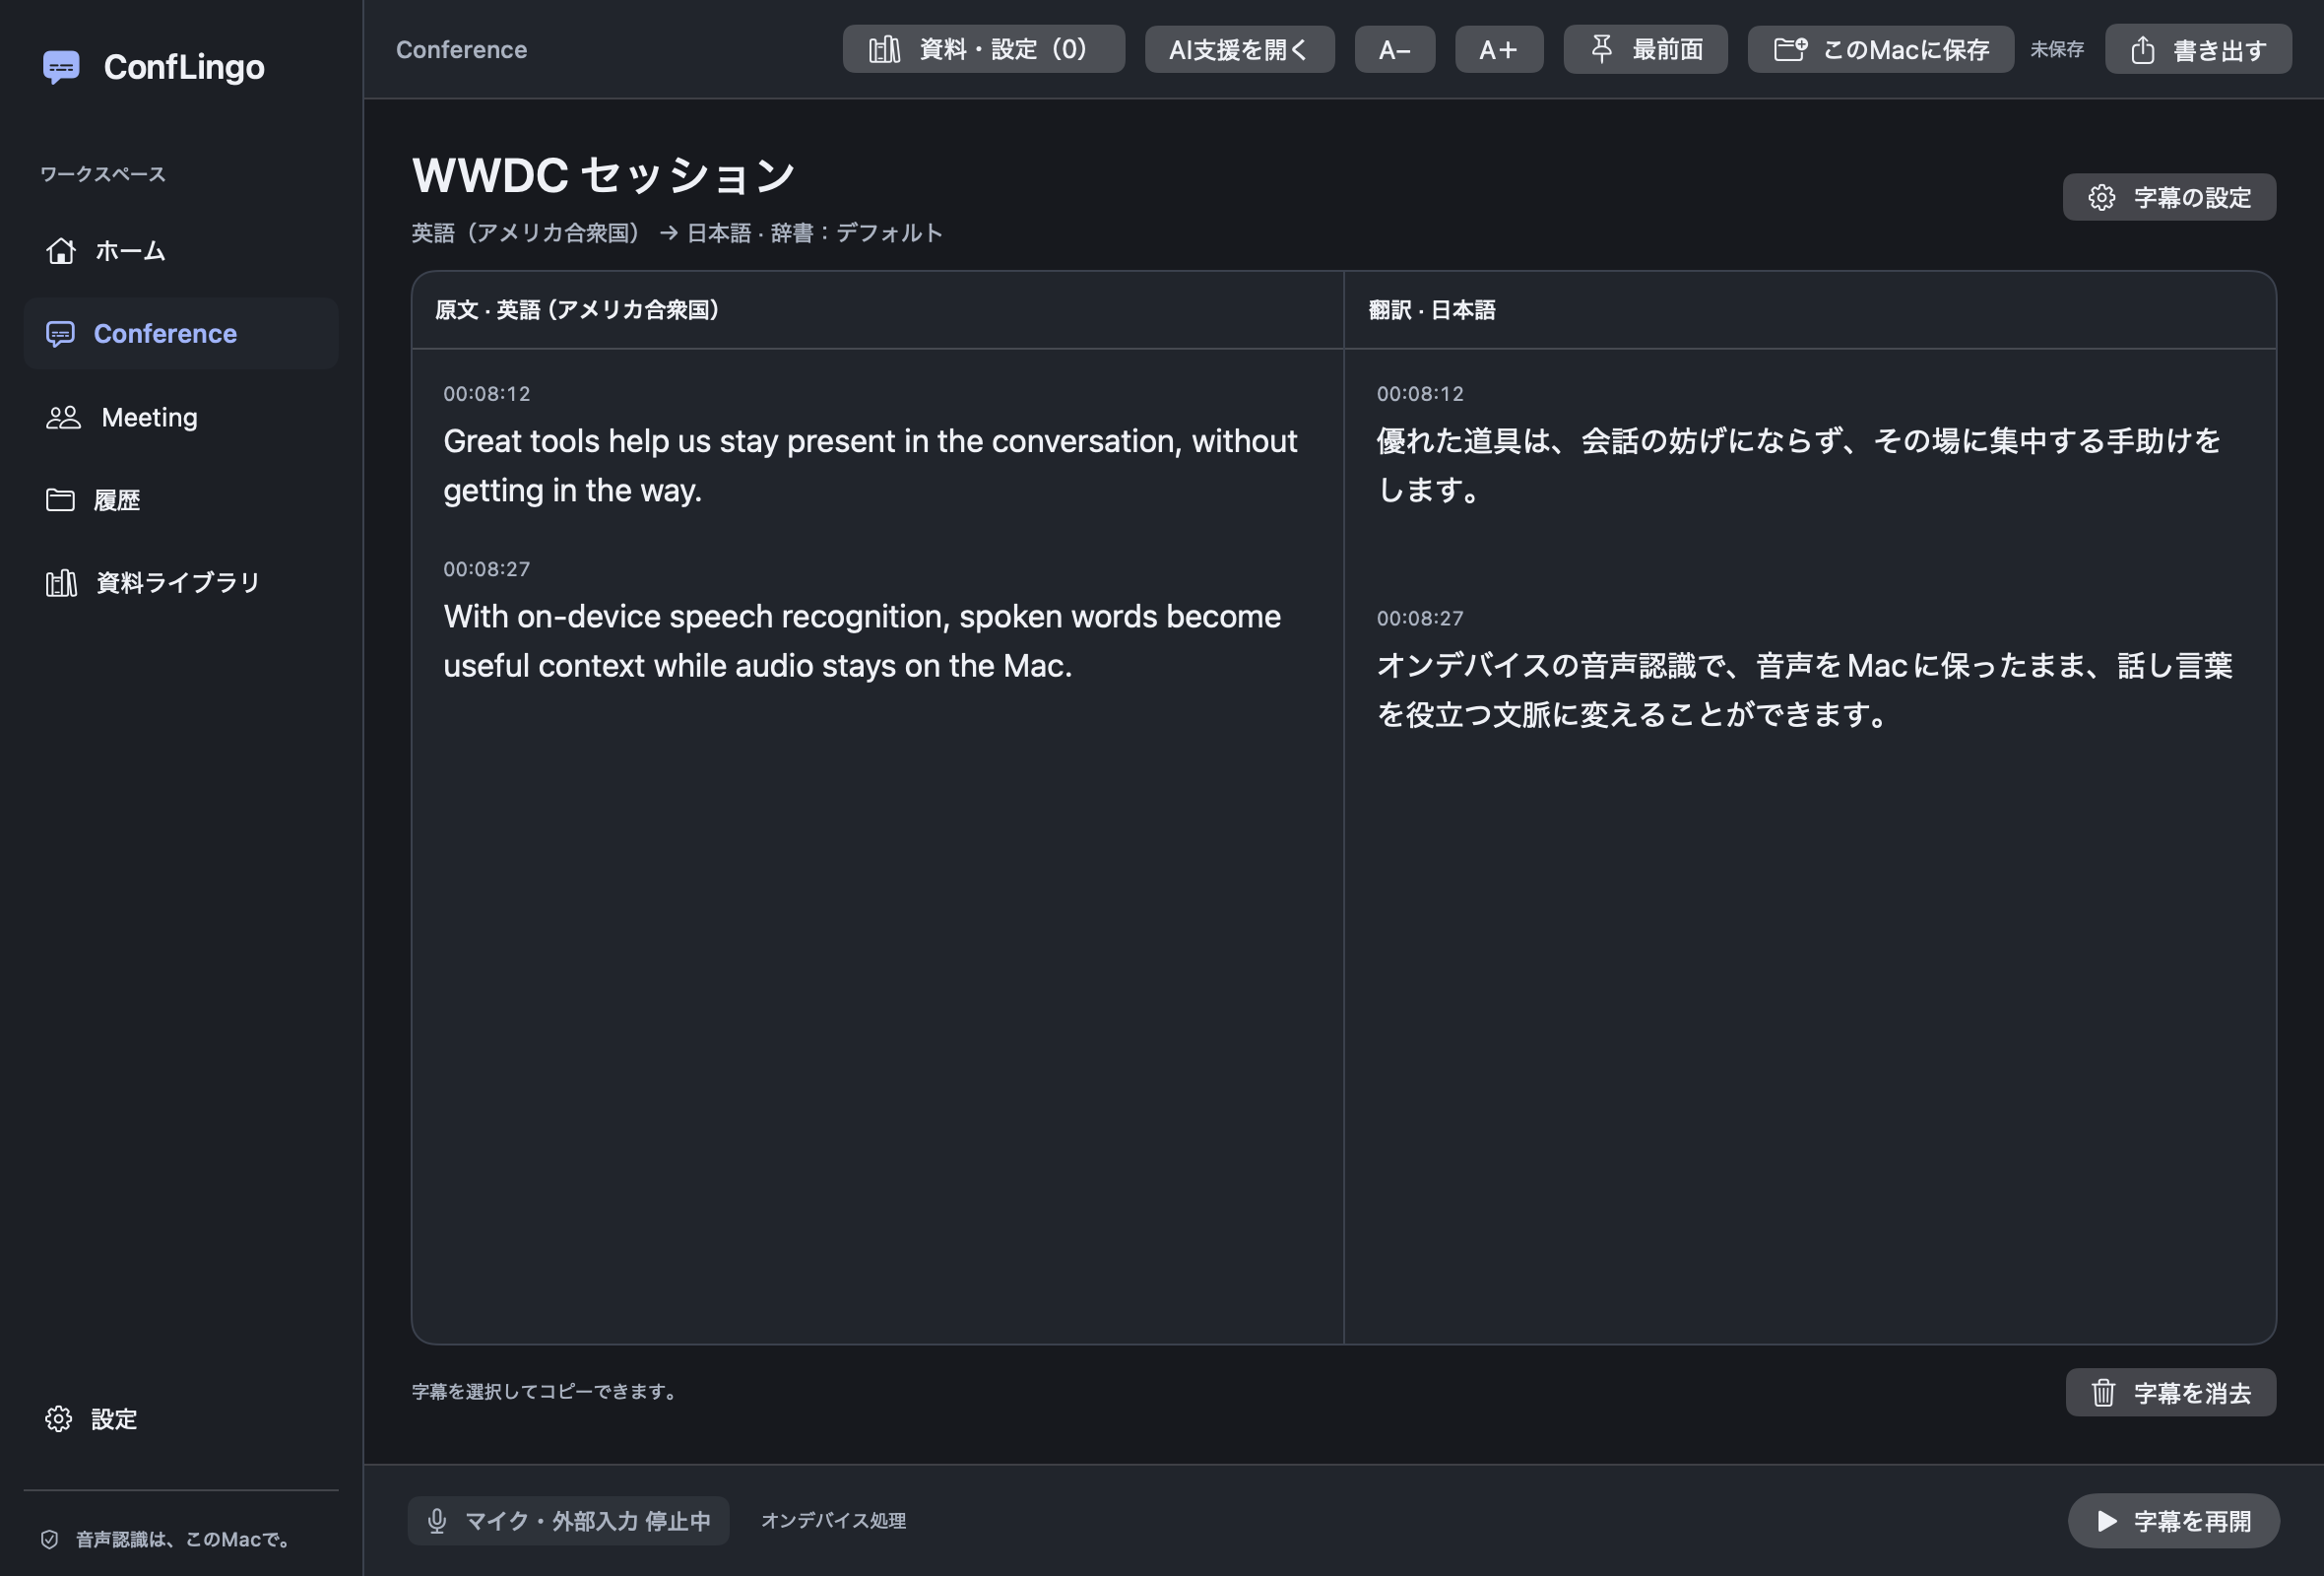 ConfLingo
ワークスペース
ホーム
Conference
Meeting
履歴
資料ライブラリ
設定
音声認識は、このMacで。
Conference
資料・設定（0）
AI支援を開く
A−
A+
最前面
このMacに保存
未保存
書き出す
WWDC セッション
英語（アメリカ合衆国） → 日本語 · 辞書：デフォルト
字幕の設定
原文 · 英語 (アメリカ合衆国)
00:08:12
Great tools help us stay present in the conversation, without
getting in the way.
00:08:27
With on-device speech recognition, spoken words become
useful context while audio stays on the Mac.
翻訳 · 日本語
00:08:12
優れた道具は、会話の妨げにならず、その場に集中する手助けを
します。
00:08:27
オンデバイスの音声認識で、音声をMacに保ったまま、話し言葉
を役立つ文脈に変えることができます。
字幕を選択してコピーできます。
字幕を消去
マイク・外部入力 停止中
オンデバイス処理
字幕を再開